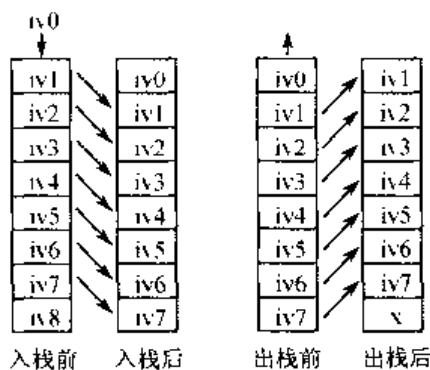 iv0
iv1 iv0 iv0 iv1
iv2 iv1 iv1 iv2
iv3 iv2 iv2 iv3
iv4 iv3 iv3 iv4
iv5 iv4 iv4 iv5
iv6 iv5 iv5 iv6
iv7 iv6 iv6 iv7
iv8 iv7 iv7 x
入栈前 入栈后 出栈前 出栈后